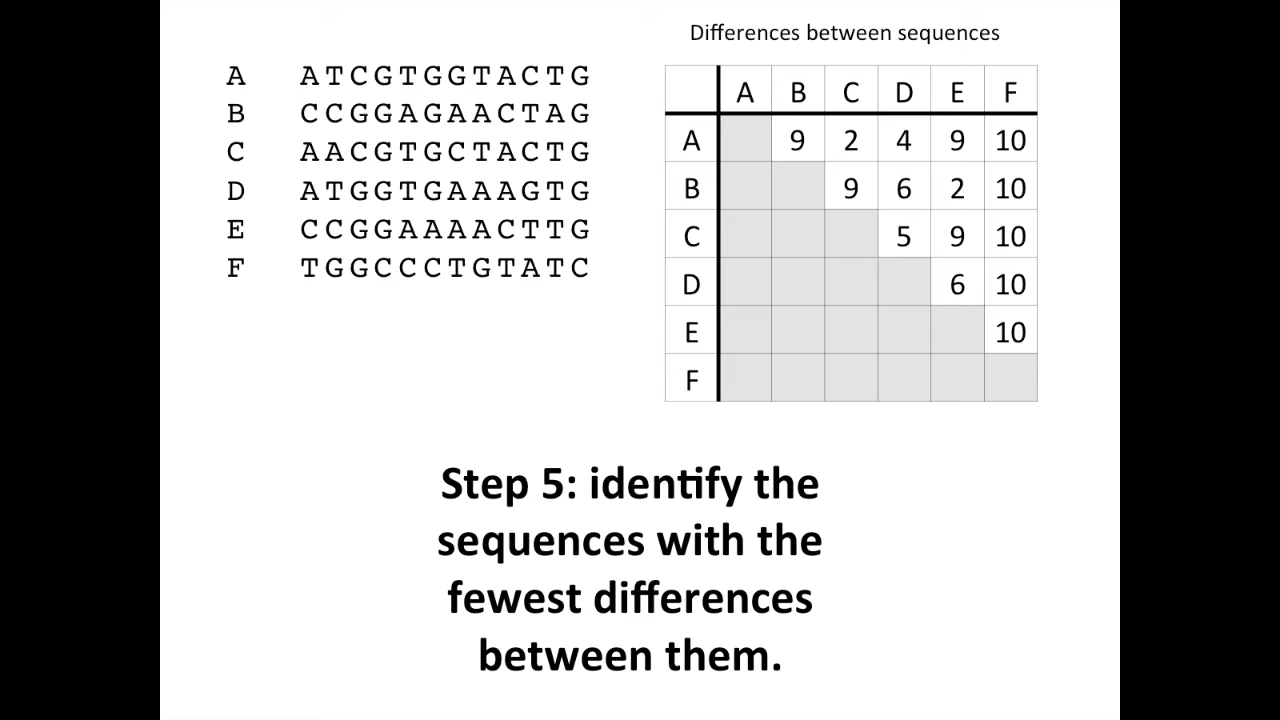 Differences between sequences
A ATCGTGGTACTG
B CCGGAGAACTAG
C AACGTGCTACTG
D ATGGTGAAAGTG
E CCGGAAAACTTG
F TGGCCCTGTATC
A B C D E F
A 9 2 4 9 10
B 9 6 2 10
C 5 9 10
D 6 10
E 10
F
Step 5: identify the
sequences with the
fewest differences
between them.